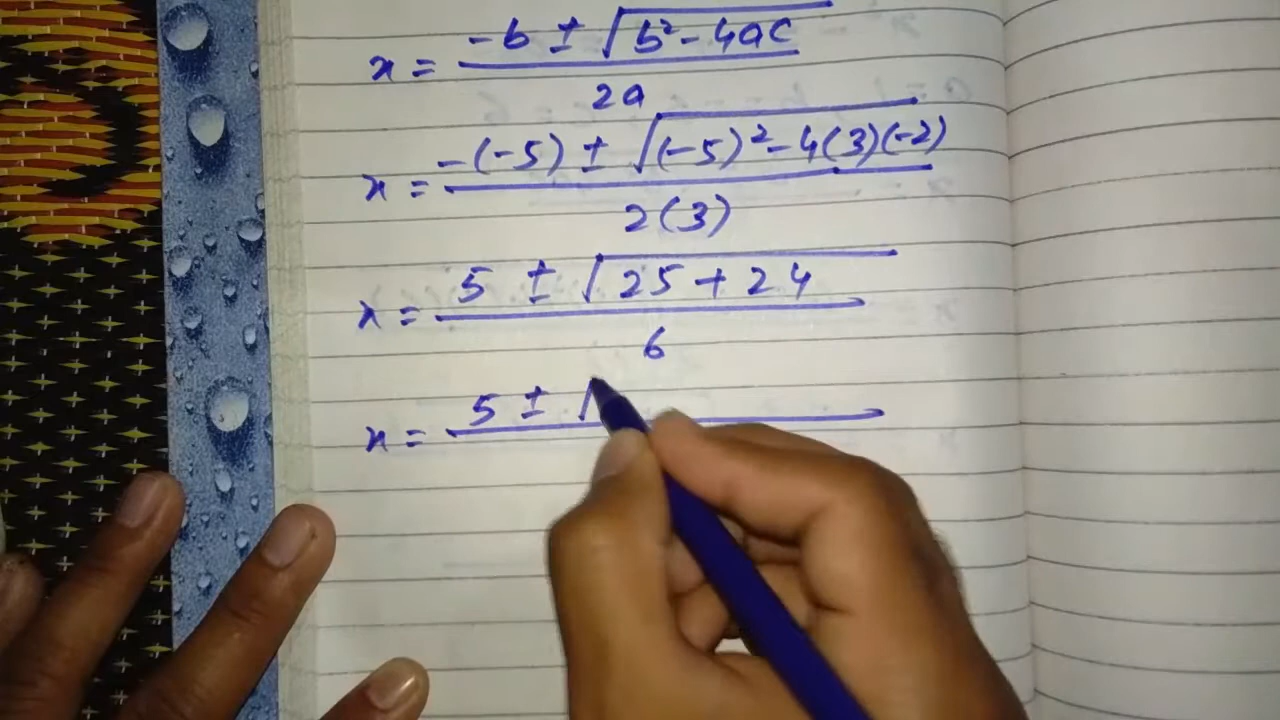 x = -b ± √b² - 4ac / 2a
x = -(-5) ± √(-5)² - 4(3)(-2) / 2(3)
x = 5 ± √25 + 24 / 6
x = 5 ± √